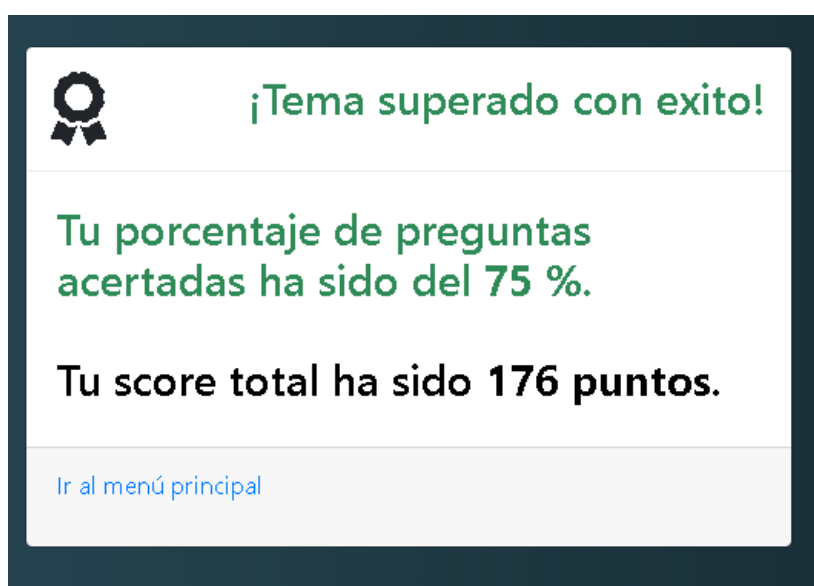 ¡Tema superado con exito!
Tu porcentaje de preguntas
acertadas ha sido del 75 %.
Tu score total ha sido 176 puntos.
Ir al menú principal